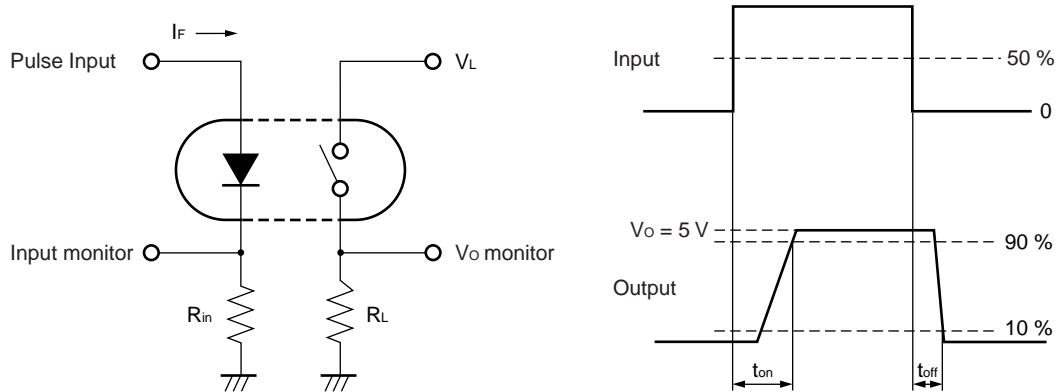 IF
Pulse Input
VL
Input monitor
VO monitor
Rin
RL
Input
50 %
0
VO = 5 V
90 %
Output
10 %
ton
toff